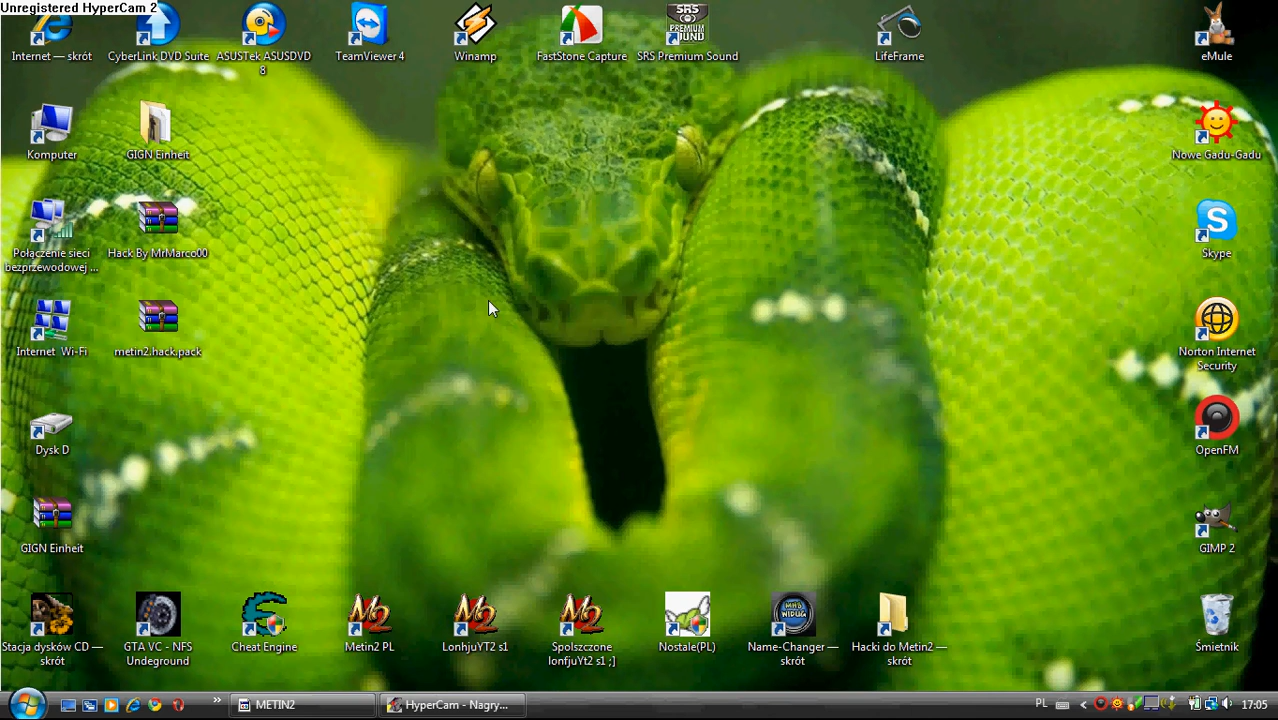 Unregistered HyperCam 2
Internet — skrót
CyberLink DVD Suite
ASUSTek ASUSDVD
8
TeamViewer 4
Winamp
FastStone Capture
SRS
PREMIUM
SOUND
SRS Premium Sound
LifeFrame
eMule
Komputer
GIGN Einheit
Nowe Gadu-Gadu
Połączenie sieci
bezprzewodowej ...
Hack By MrMarco00
Skype
Internet Wi-Fi
metin2.hack.pack
Norton Internet
Security
Dysk D
OpenFM
GIGN Einheit
GIMP 2
Stacja dysków CD —
skrót
GTA VC - NFS
Undeground
Cheat Engine
Metin2 PL
LonhjuYT2 s1
Spolszczone
lonfjuYt2 s1 ;]
Nostale(PL)
Name-Changer —
skrót
Hacki do Metin2 —
skrót
Śmietnik
METIN2
HyperCam - Nagry...
PL
17:05